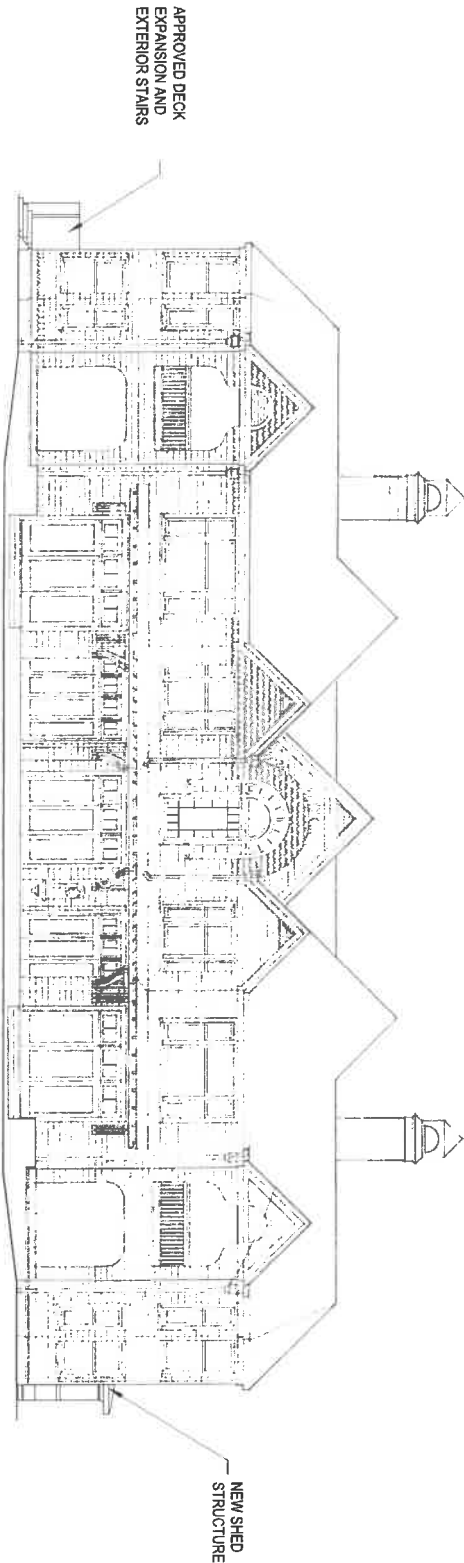 APPROVED DECK
EXPANSION AND
EXTERIOR STAIRS
NEW SHED
STRUCTURE